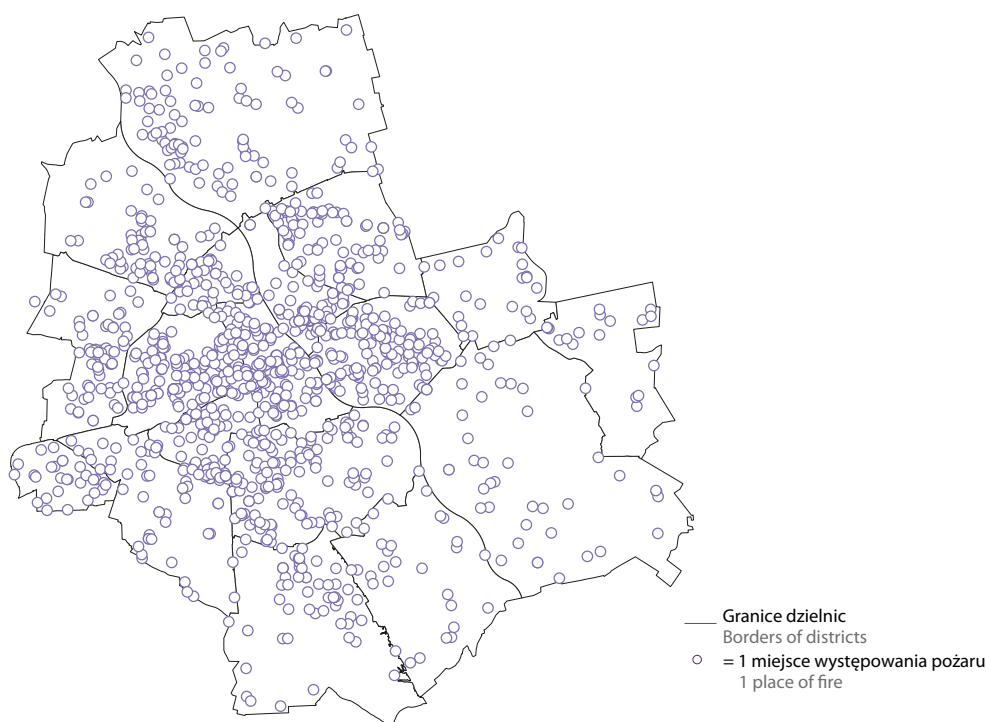 Granice dzielnic
Borders of districts
= 1 miejsce występowania pożaru
1 place of fire